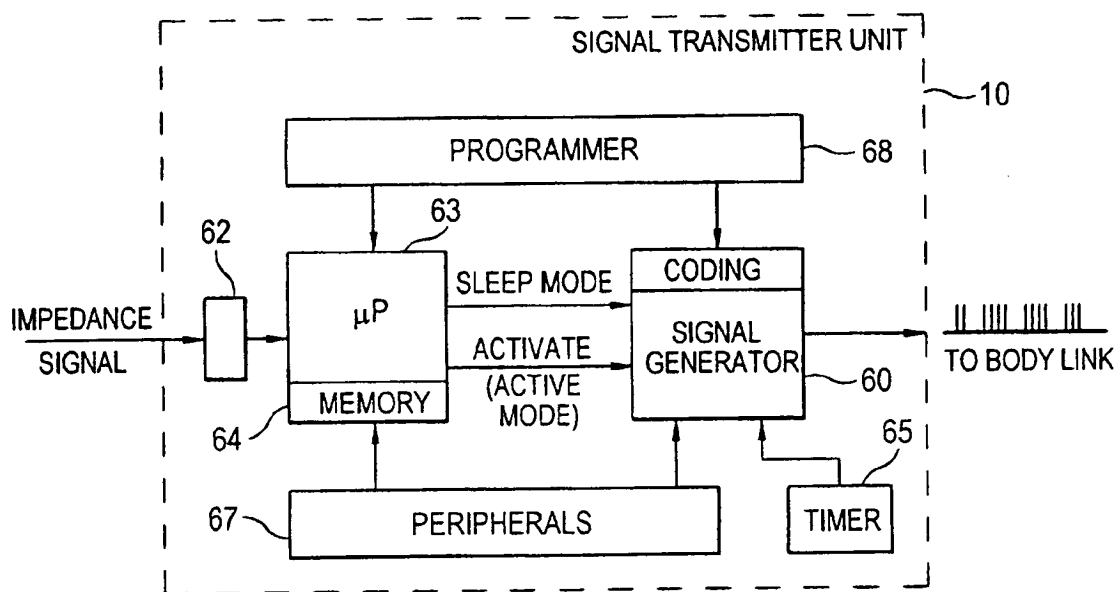 SIGNAL TRANSMITTER UNIT
10
PROGRAMMER
68
63
62
μP
SLEEP MODE
CODING
IMPEDANCE
SIGNAL
ACTIVATE
(ACTIVE
MODE)
SIGNAL
GENERATOR
TO BODY LINK
60
MEMORY
64
65
67
PERIPHERALS
TIMER